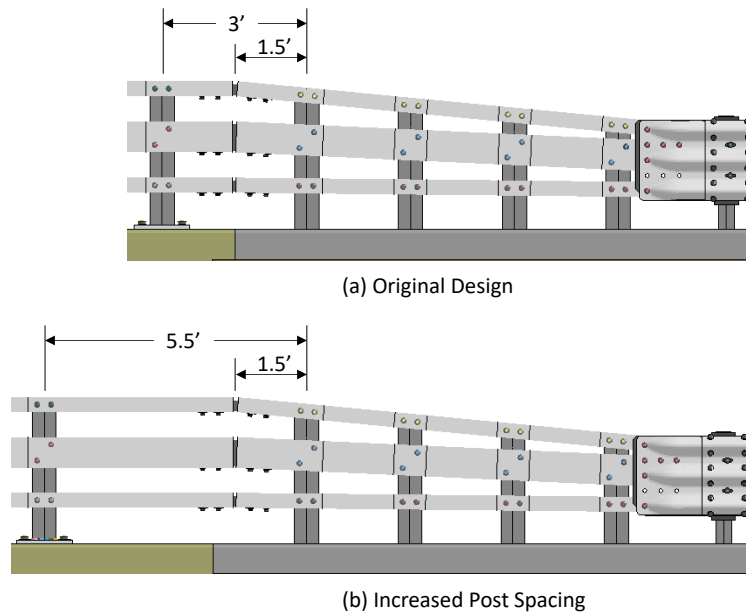 3’
1.5’
(a) Original Design
5.5’
1.5’
(b) Increased Post Spacing